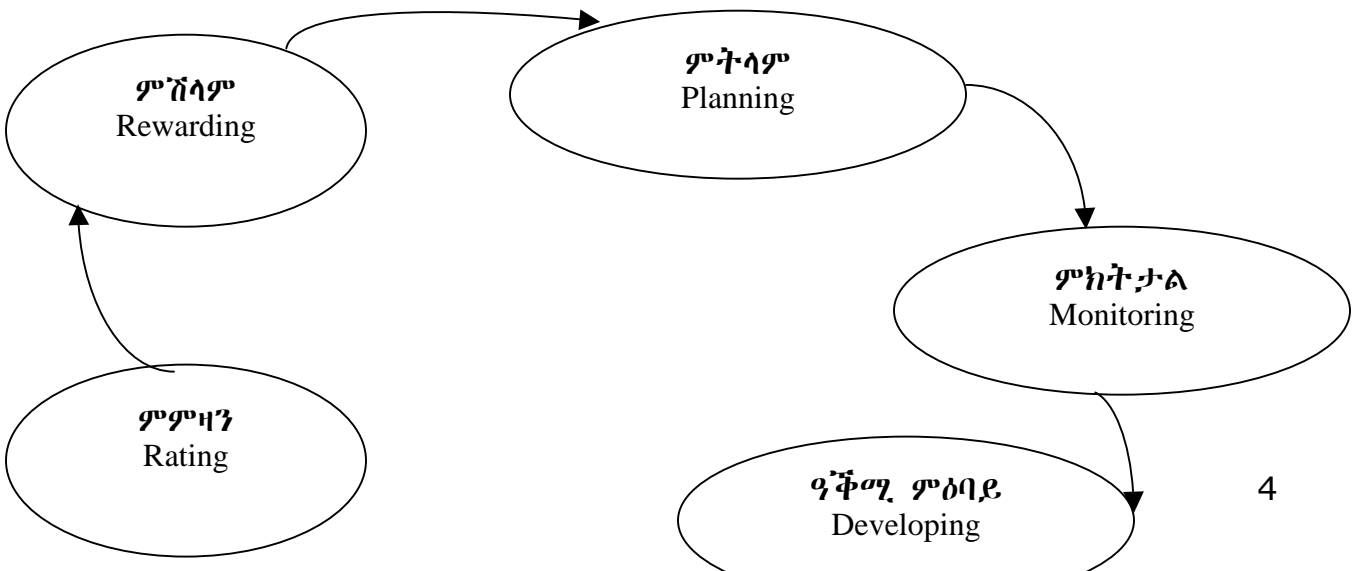 ምሽላም
Rewarding
ምትላም
Planning
ምክትታል
Monitoring
ምምዛን
Rating
ዓቕሚ ምዕባይ
Developing
4